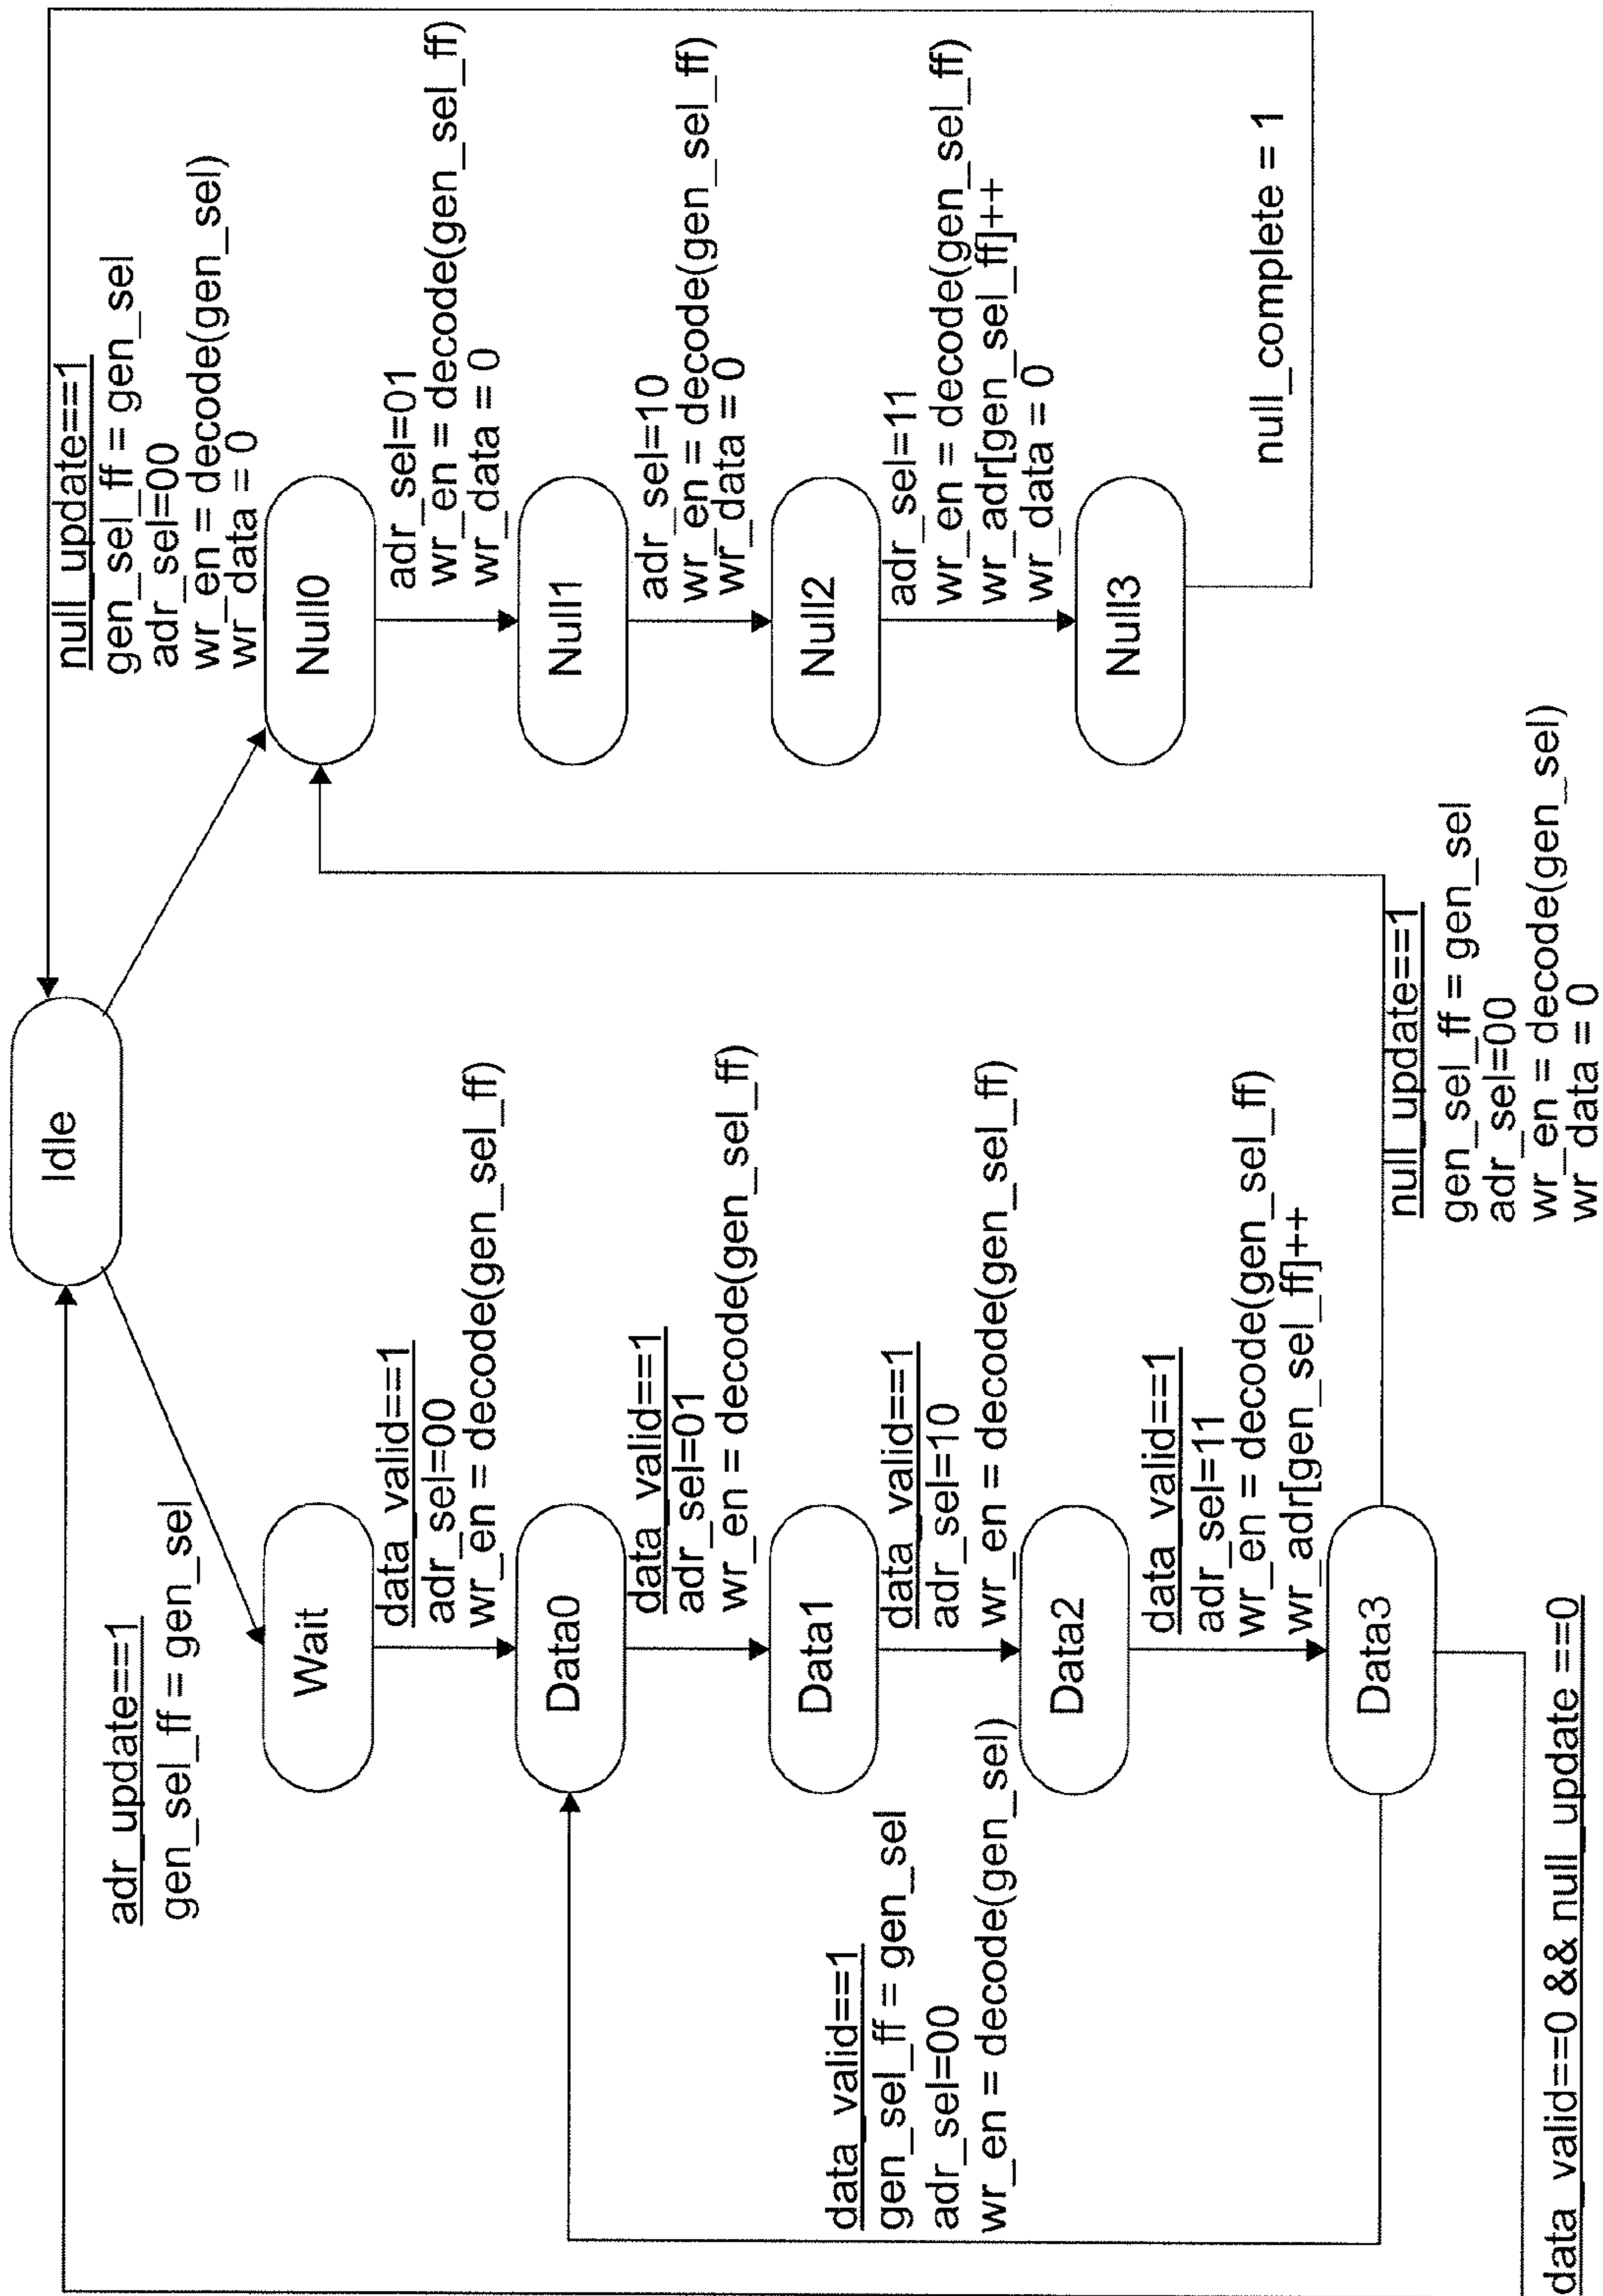 Idle
adr_update==1
gen_sel_ff = gen_sel
null_update==1
gen_sel_ff = gen_sel
adr_sel=00
wr_en = decode(gen_sel)
wr_data = 0
Wait
data_valid==1
adr_sel=00
wr_en = decode(gen_sel_ff)
Data0
data_valid==1
adr_sel=01
wr_en = decode(gen_sel_ff)
Data1
data_valid==1
adr_sel=10
wr_en = decode(gen_sel_ff)
Data2
data_valid==1
adr_sel=11
wr_en = decode(gen_sel_ff)
wr_adr[gen_sel_ff]++
Data3
data_valid==1
gen_sel_ff = gen_sel
adr_sel=00
wr_en = decode(gen_sel)
data_valid==0 && null_update ==0
Null0
adr_sel=01
wr_en = decode(gen_sel_ff)
wr_data = 0
Null1
adr_sel=10
wr_en = decode(gen_sel_ff)
wr_data = 0
Null2
adr_sel=11
wr_en = decode(gen_sel_ff)
wr_adr[gen_sel_ff]++
wr_data = 0
Null3
null_complete = 1
null_update==1
gen_sel_ff = gen_sel
adr_sel=00
wr_en = decode(gen_sel)
wr_data = 0